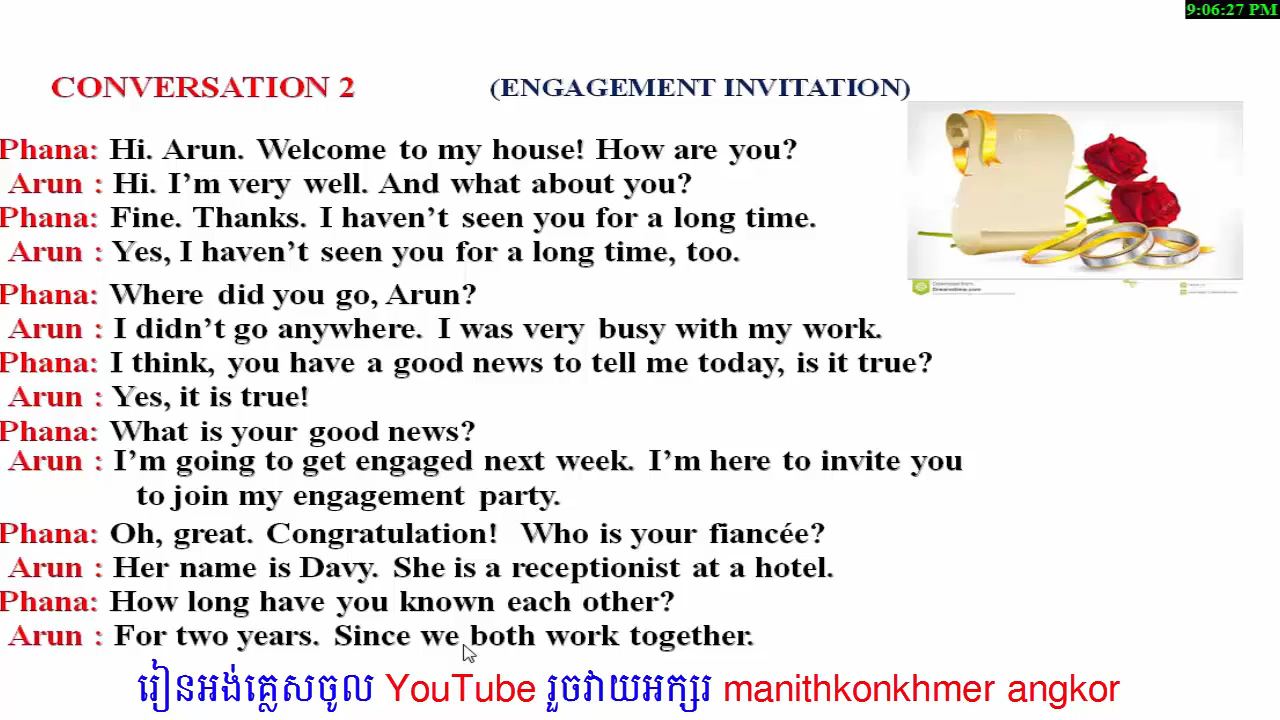 9:06:27 PM
CONVERSATION 2 (ENGAGEMENT INVITATION)
Phana: Hi. Arun. Welcome to my house! How are you?
Arun : Hi. I’m very well. And what about you?
Phana: Fine. Thanks. I haven’t seen you for a long time.
Arun : Yes, I haven’t seen you for a long time, too.
Phana: Where did you go, Arun?
Arun : I didn’t go anywhere. I was very busy with my work.
Phana: I think, you have a good news to tell me today, is it true?
Arun : Yes, it is true!
Phana: What is your good news?
Arun : I’m going to get engaged next week. I’m here to invite you
to join my engagement party.
Phana: Oh, great. Congratulation! Who is your fiancée?
Arun : Her name is Davy. She is a receptionist at a hotel.
Phana: How long have you known each other?
Arun : For two years. Since we both work together.
រៀនអង់គ្លេសចូល YouTube រួចវាយអក្សរ manithkonkhmer angkor